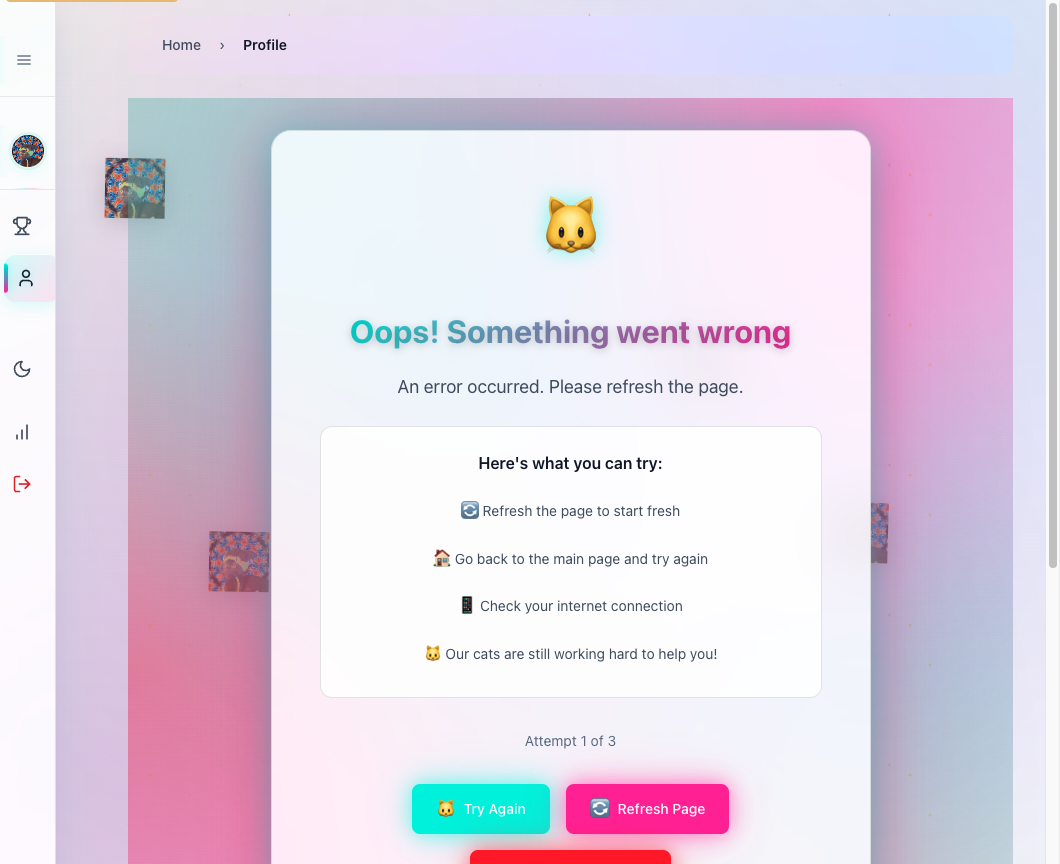 Home › Profile
Oops! Something went wrong
An error occurred. Please refresh the page.
Here's what you can try:
🔄 Refresh the page to start fresh
🏠 Go back to the main page and try again
📱 Check your internet connection
🐱 Our cats are still working hard to help you!
Attempt 1 of 3
🐱 Try Again
🔄 Refresh Page